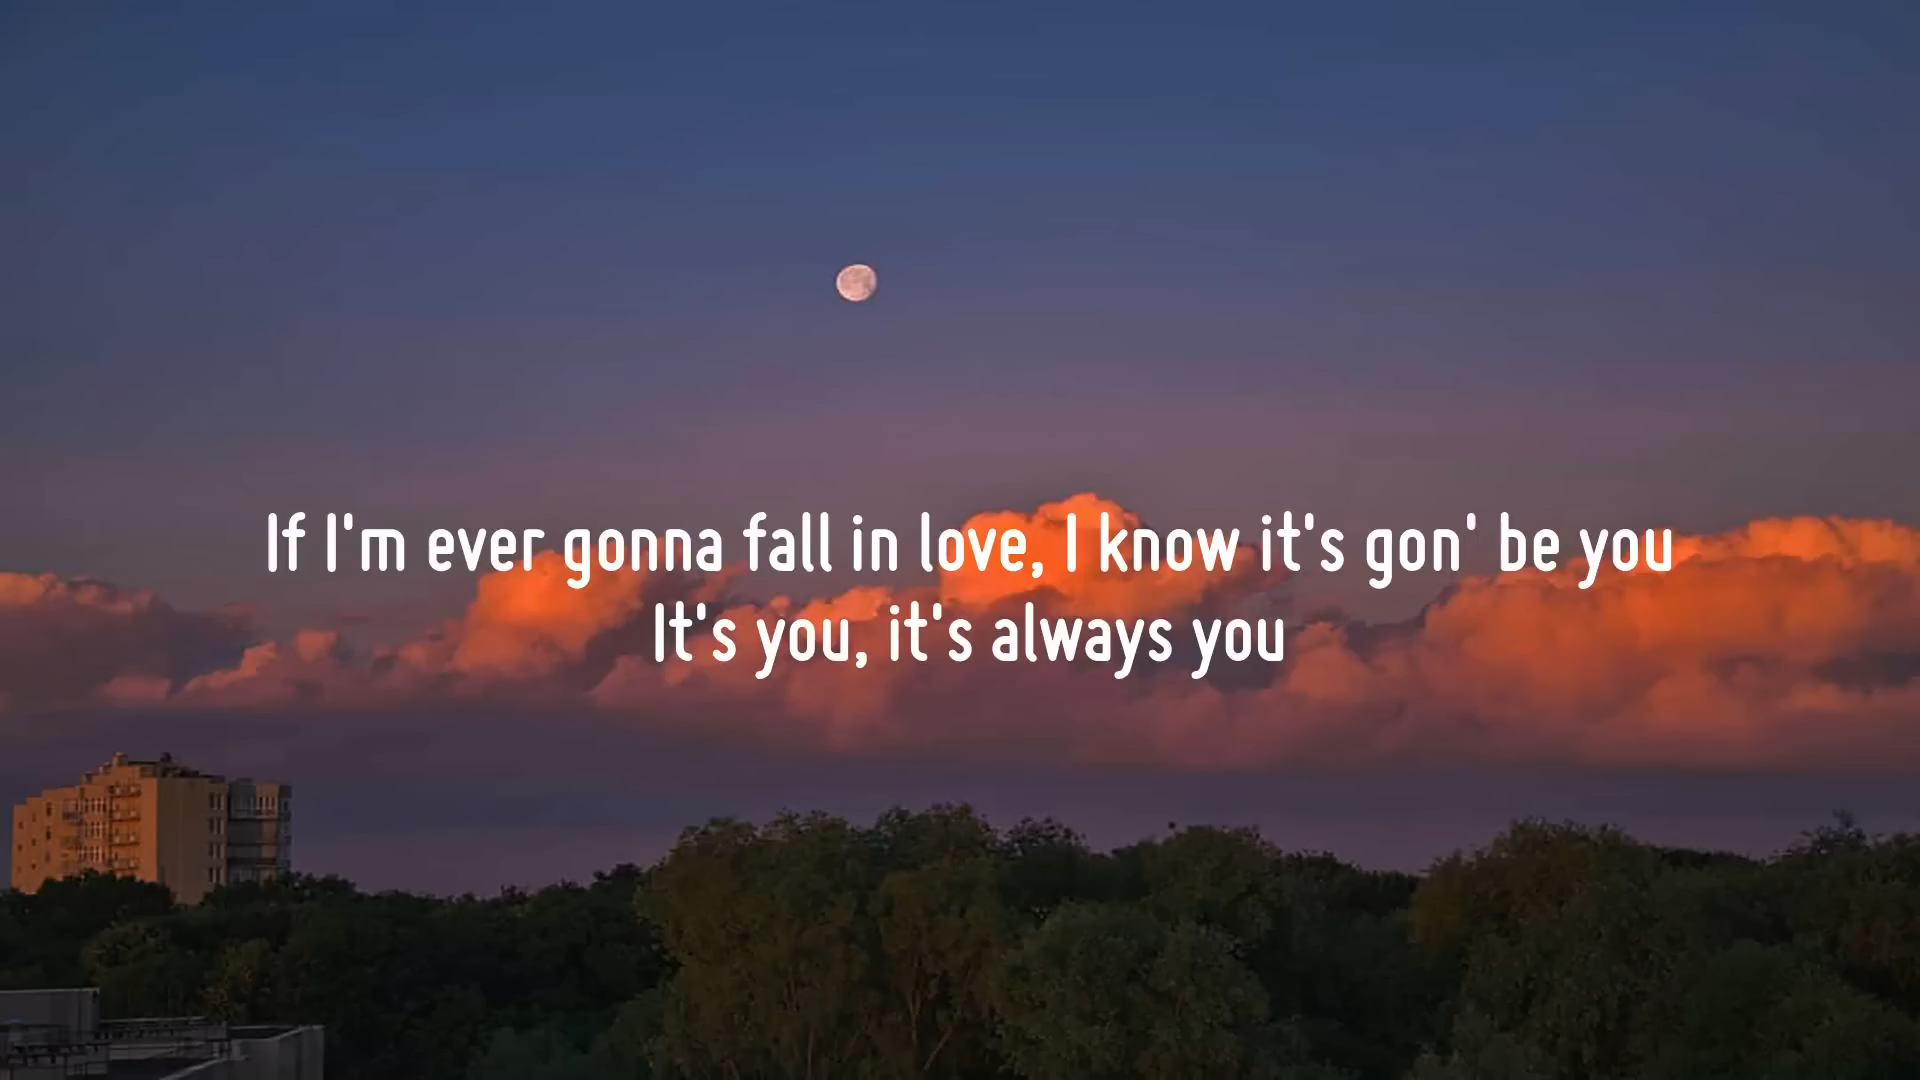 If I'm ever gonna fall in love, I know it's gon' be you
It's you, it's always you